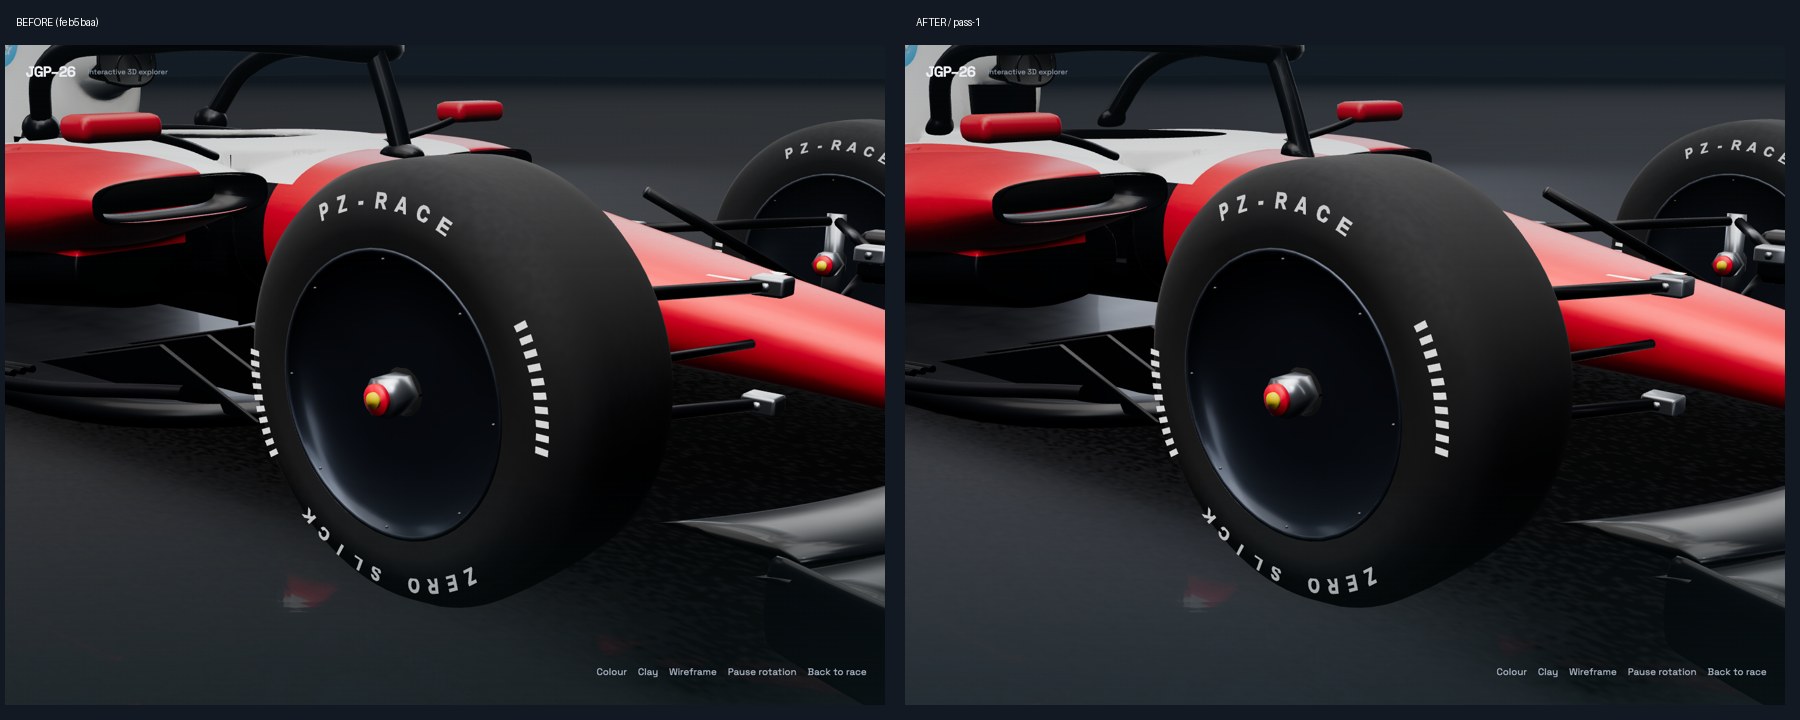 BEFORE (feb5baa)
AFTER / pass-1
JGP-26 interactive 3D explorer
JGP-26 interactive 3D explorer
PZ-RACE
PZ-RACE
PZ-RACE
PZ-RACE
ZERO SLICK
ZERO SLICK
Colour Clay Wireframe Pause rotation Back to race
Colour Clay Wireframe Pause rotation Back to race